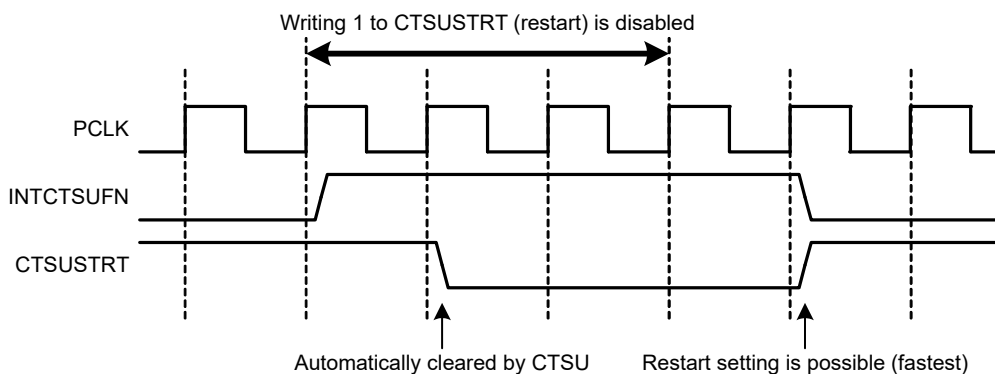 Writing 1 to CTSUSTRT (restart) is disabled
PCLK
INTCTSUFN
CTSUSTRT
Automatically cleared by CTSU
Restart setting is possible (fastest)